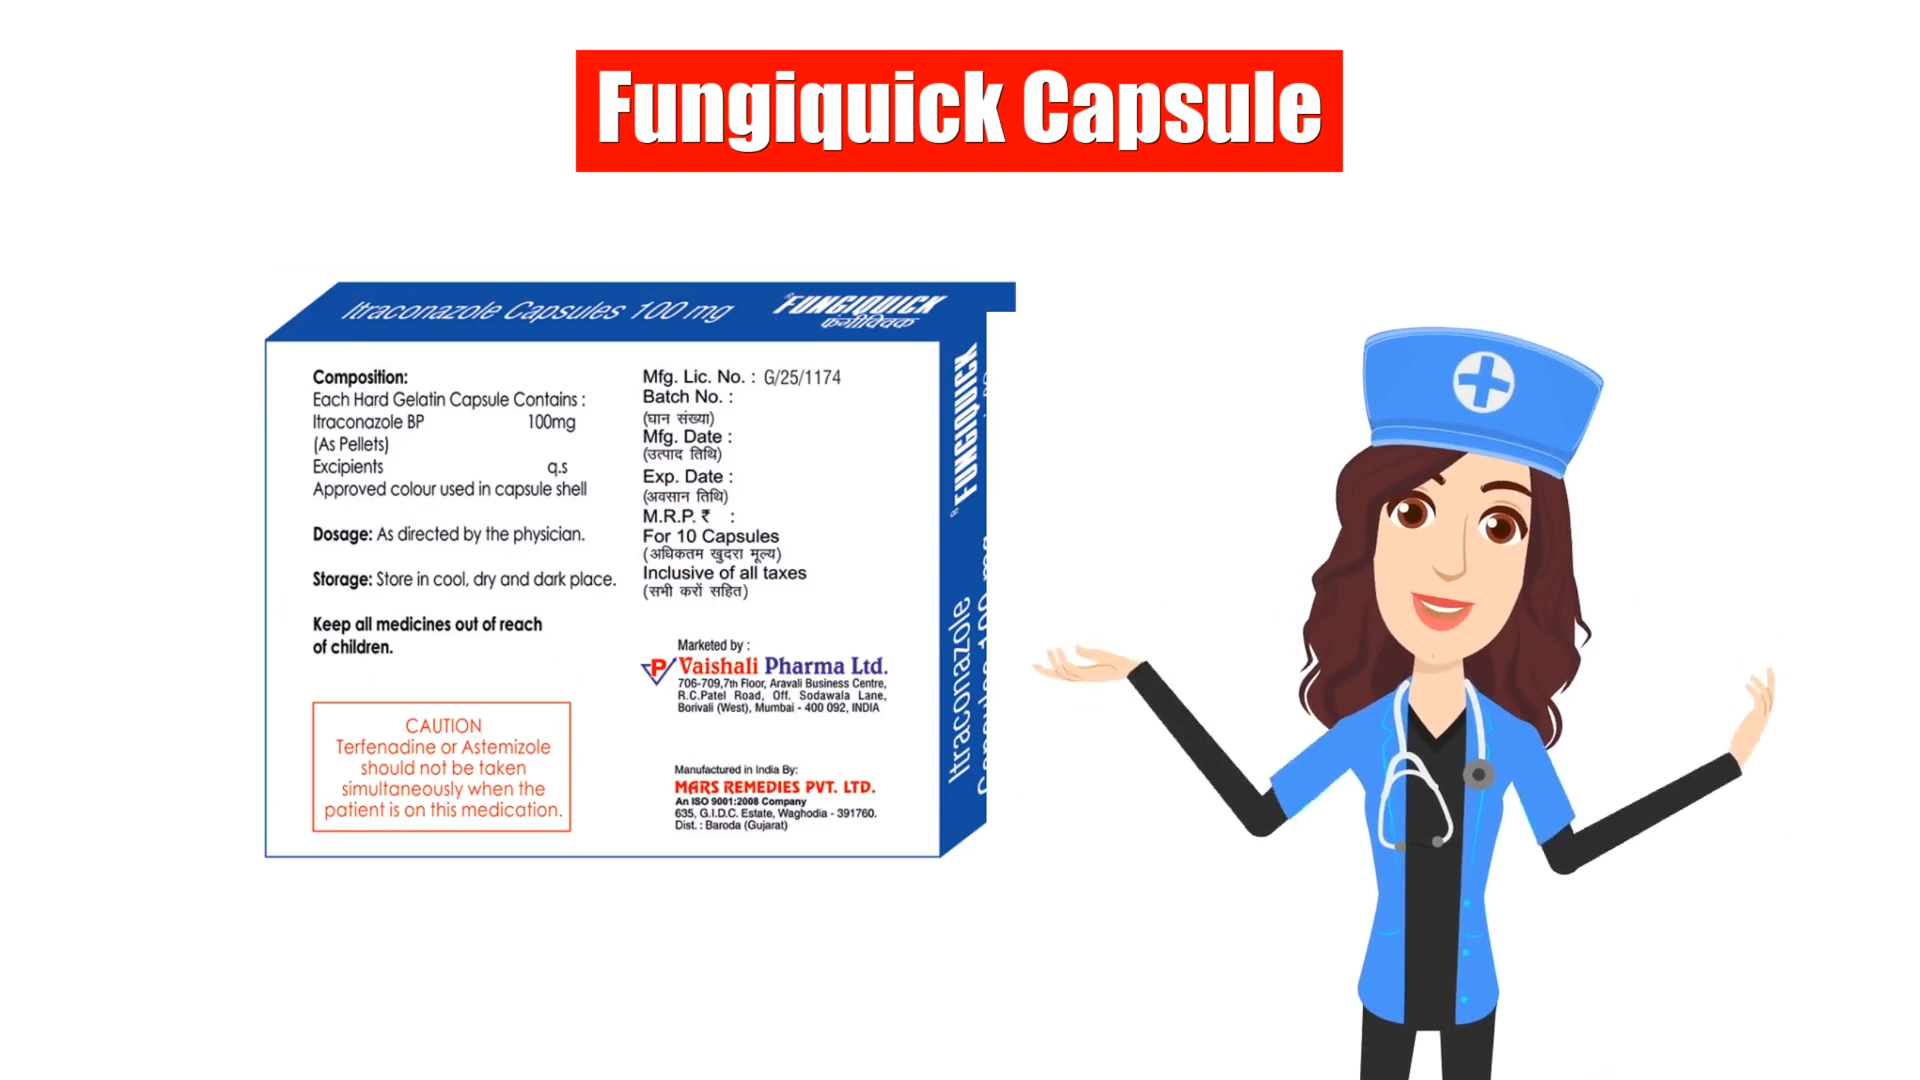 Fungiquick Capsule
Itraconazole Capsules 100 mg
®FUNGIQUICK
फंगीक्विक
Composition:
Each Hard Gelatin Capsule Contains :
Itraconazole BP 100mg
(As Pellets)
Excipients q.s
Approved colour used in capsule shell
Dosage: As directed by the physician.
Storage: Store in cool, dry and dark place.
Keep all medicines out of reach
of children.
CAUTION
Terfenadine or Astemizole
should not be taken
simultaneously when the
patient is on this medication.
Mfg. Lic. No. : G/25/1174
Batch No. :
(घान संख्या)
Mfg. Date :
(उत्पाद तिथि)
Exp. Date :
(अवसान तिथि)
M.R.P. ₹ :
For 10 Capsules
(अधिकतम खुदरा मूल्य)
Inclusive of all taxes
(सभी करों सहित)
Marketed by :
VP Vaishali Pharma Ltd.
706-709,7th Floor, Aravali Business Centre,
R.C.Patel Road, Off. Sodawala Lane,
Borivali (West), Mumbai - 400 092, INDIA
Manufactured in India By:
MARS REMEDIES PVT. LTD.
An ISO 9001:2008 Company
635, G.I.D.C. Estate, Waghodia - 391760.
Dist. : Baroda (Gujarat)
®FUNGIQUICK
Itraconazole
Capsules 100 mg